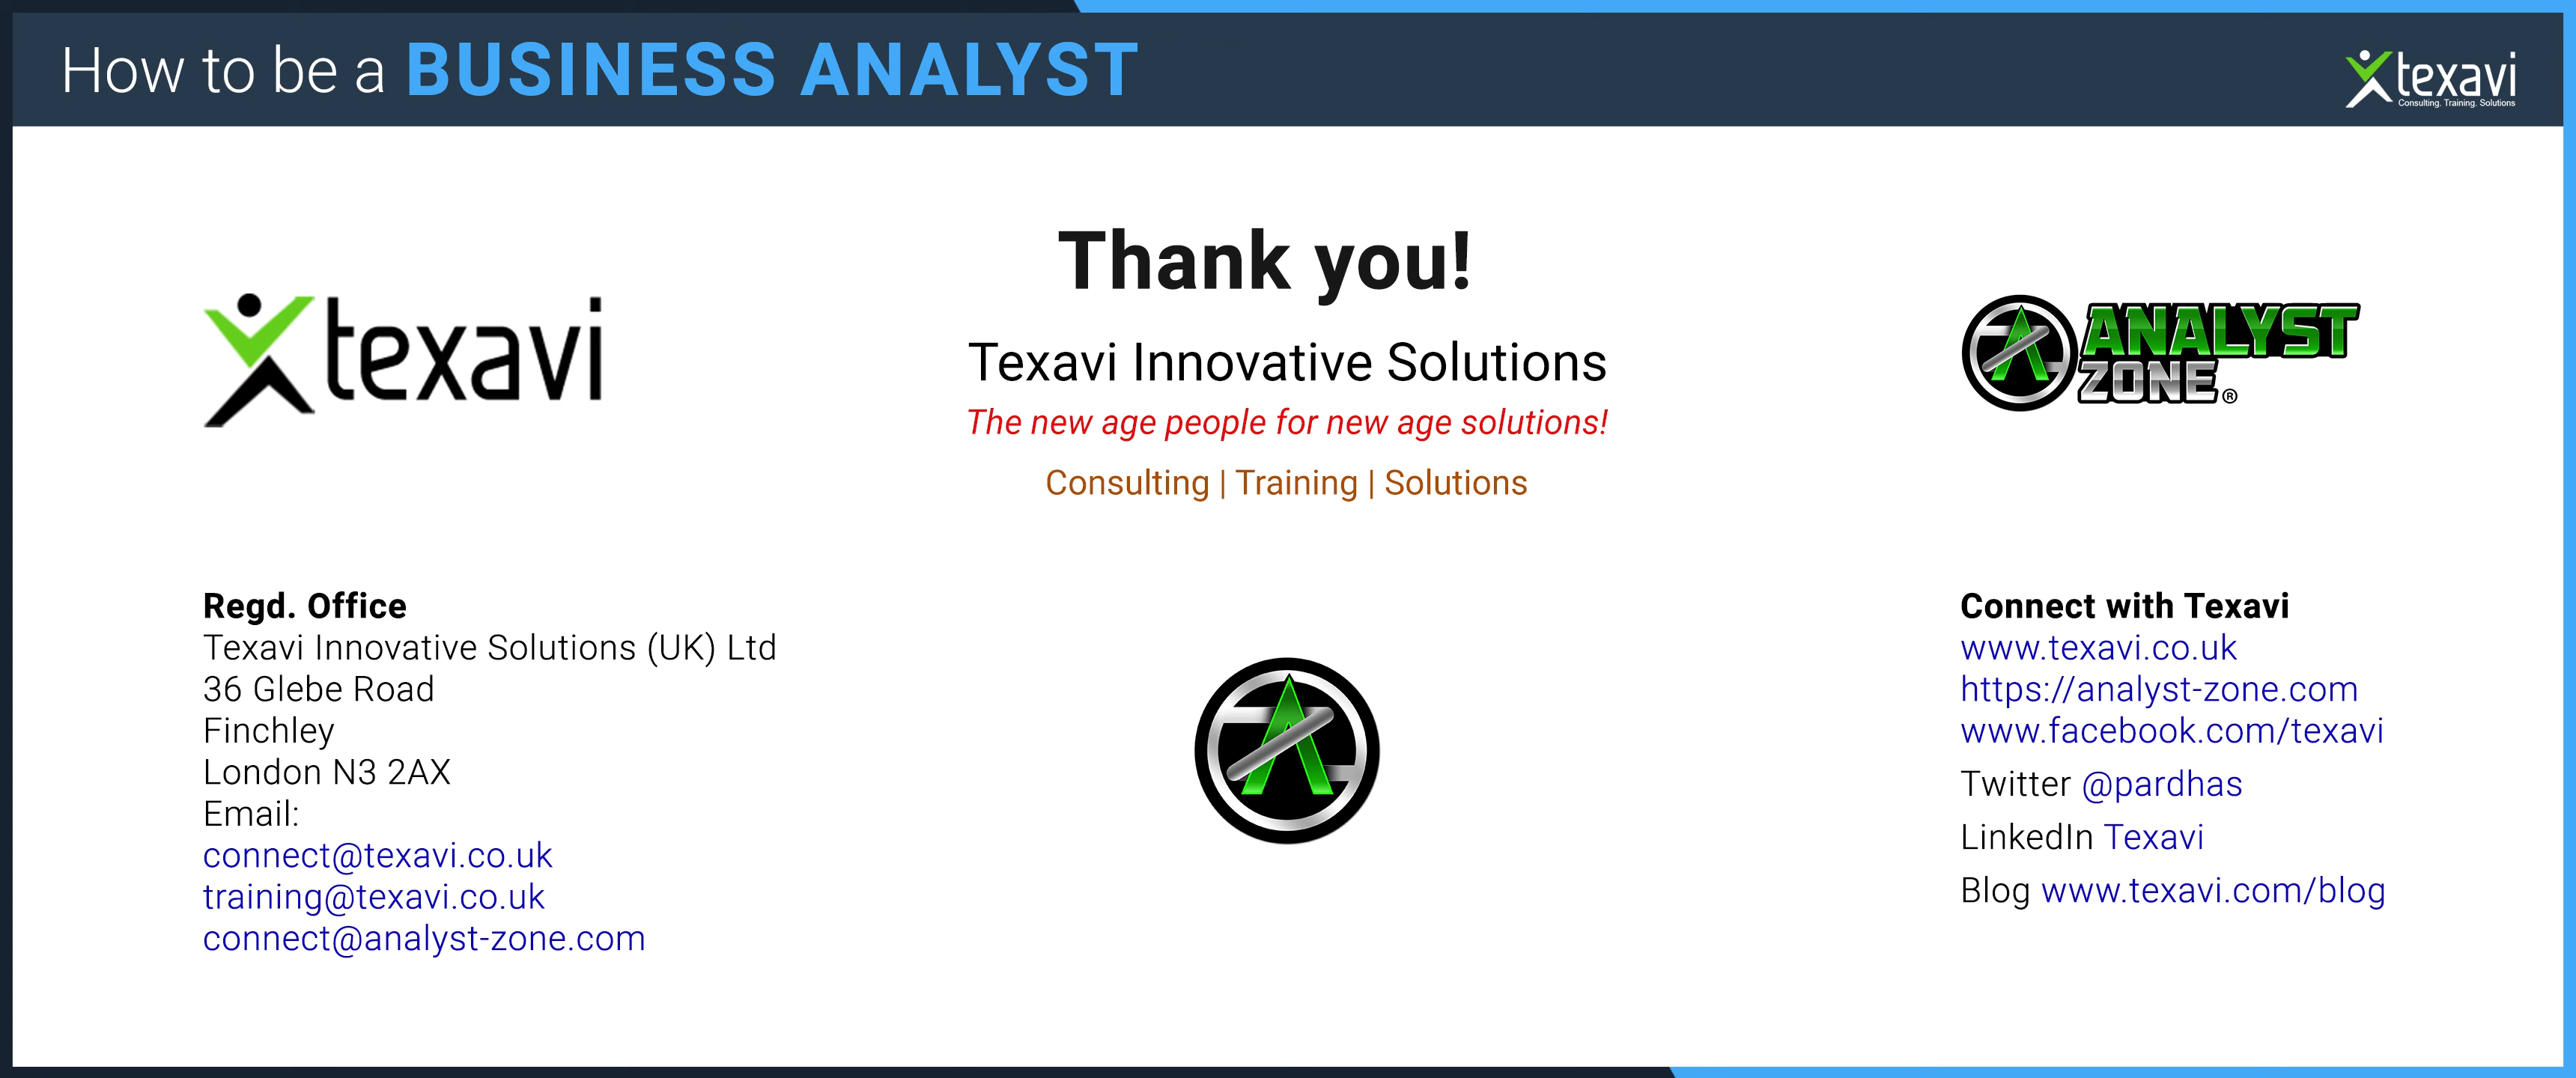 How to be a BUSINESS ANALYST
texavi
Consulting. Training. Solutions
Thank you!
texavi
Texavi Innovative Solutions
The new age people for new age solutions!
Consulting | Training | Solutions
ANALYST
ZONE®
Regd. Office
Texavi Innovative Solutions (UK) Ltd
36 Glebe Road
Finchley
London N3 2AX
Email:
connect@texavi.co.uk
training@texavi.co.uk
connect@analyst-zone.com
Connect with Texavi
www.texavi.co.uk
https://analyst-zone.com
www.facebook.com/texavi
Twitter @pardhas
LinkedIn Texavi
Blog www.texavi.com/blog